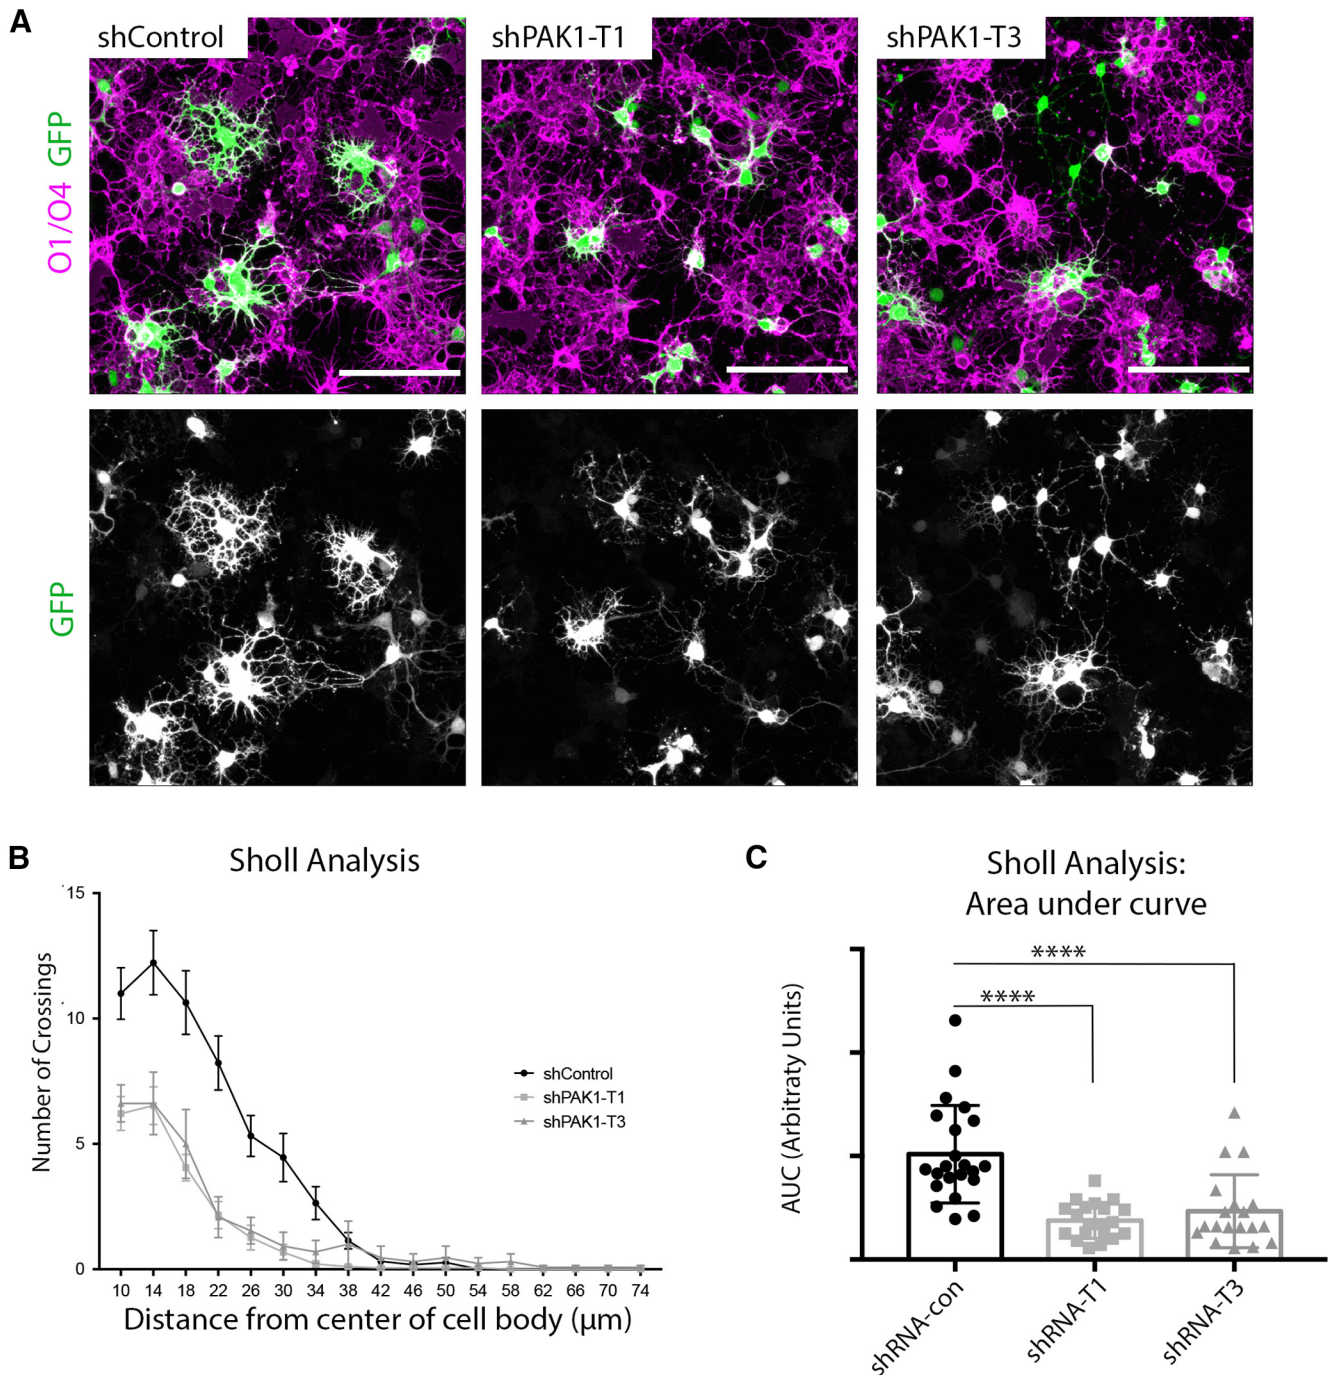 A
shControl
shPAK1-T1
shPAK1-T3
O1/O4 GFP
GFP
B
Sholl Analysis
15
10
5
0
Number of Crossings
shControl
shPAK1-T1
shPAK1-T3
10 14 18 22 26 30 34 38 42 46 50 54 58 62 66 70 74
Distance from center of cell body (μm)
C
Sholl Analysis:
Area under curve
****
****
AUC (Arbitraty Units)
shRNA-con
shRNA-T1
shRNA-T3